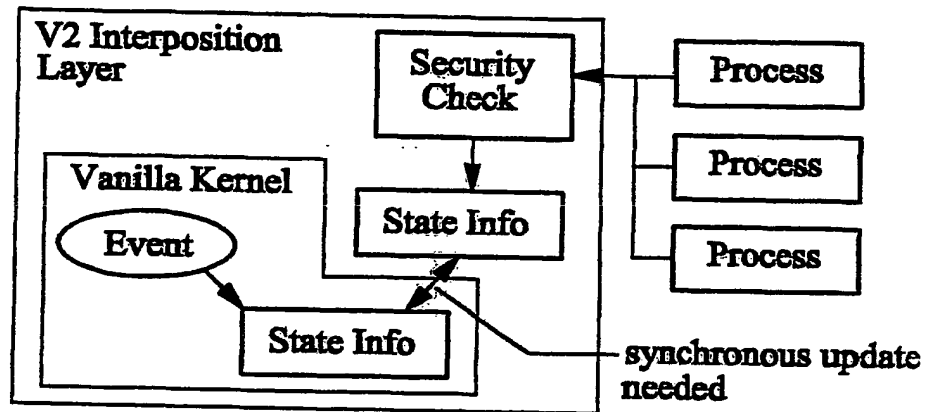 V2 Interposition
Layer
Security
Check
Process
Process
Process
Vanilla Kernel
State Info
Event
State Info
synchronous update
needed